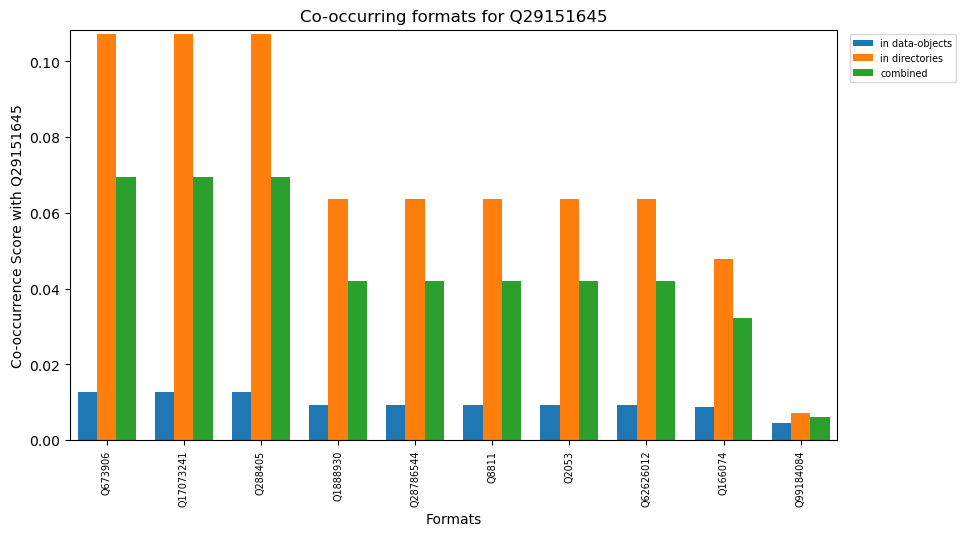 Co-occurring formats for Q29151645
in data-objects
in directories
combined
Co-occurrence Score with Q29151645
0.10
0.08
0.06
0.04
0.02
0.00
Q673906
Q17073241
Q288405
Q1888930
Q28786544
Q8811
Q2053
Q62626012
Q166074
Q99184084
Formats